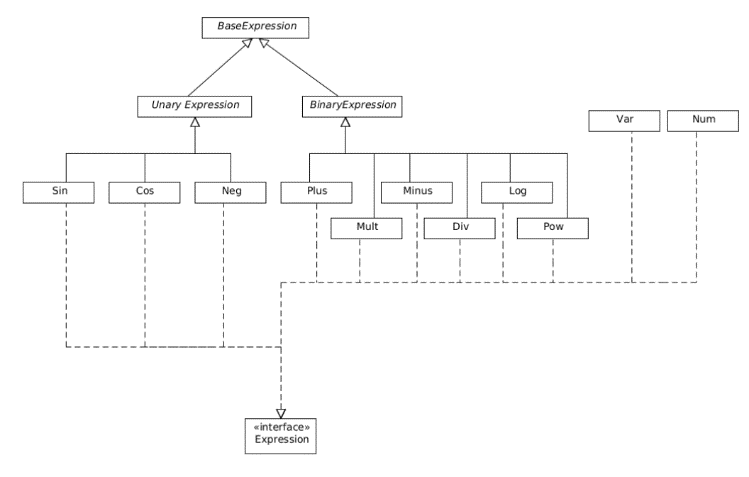 BaseExpression
Unary Expression
BinaryExpression
Var
Num
Sin
Cos
Neg
Plus
Minus
Log
Mult
Div
Pow
«interface»
Expression